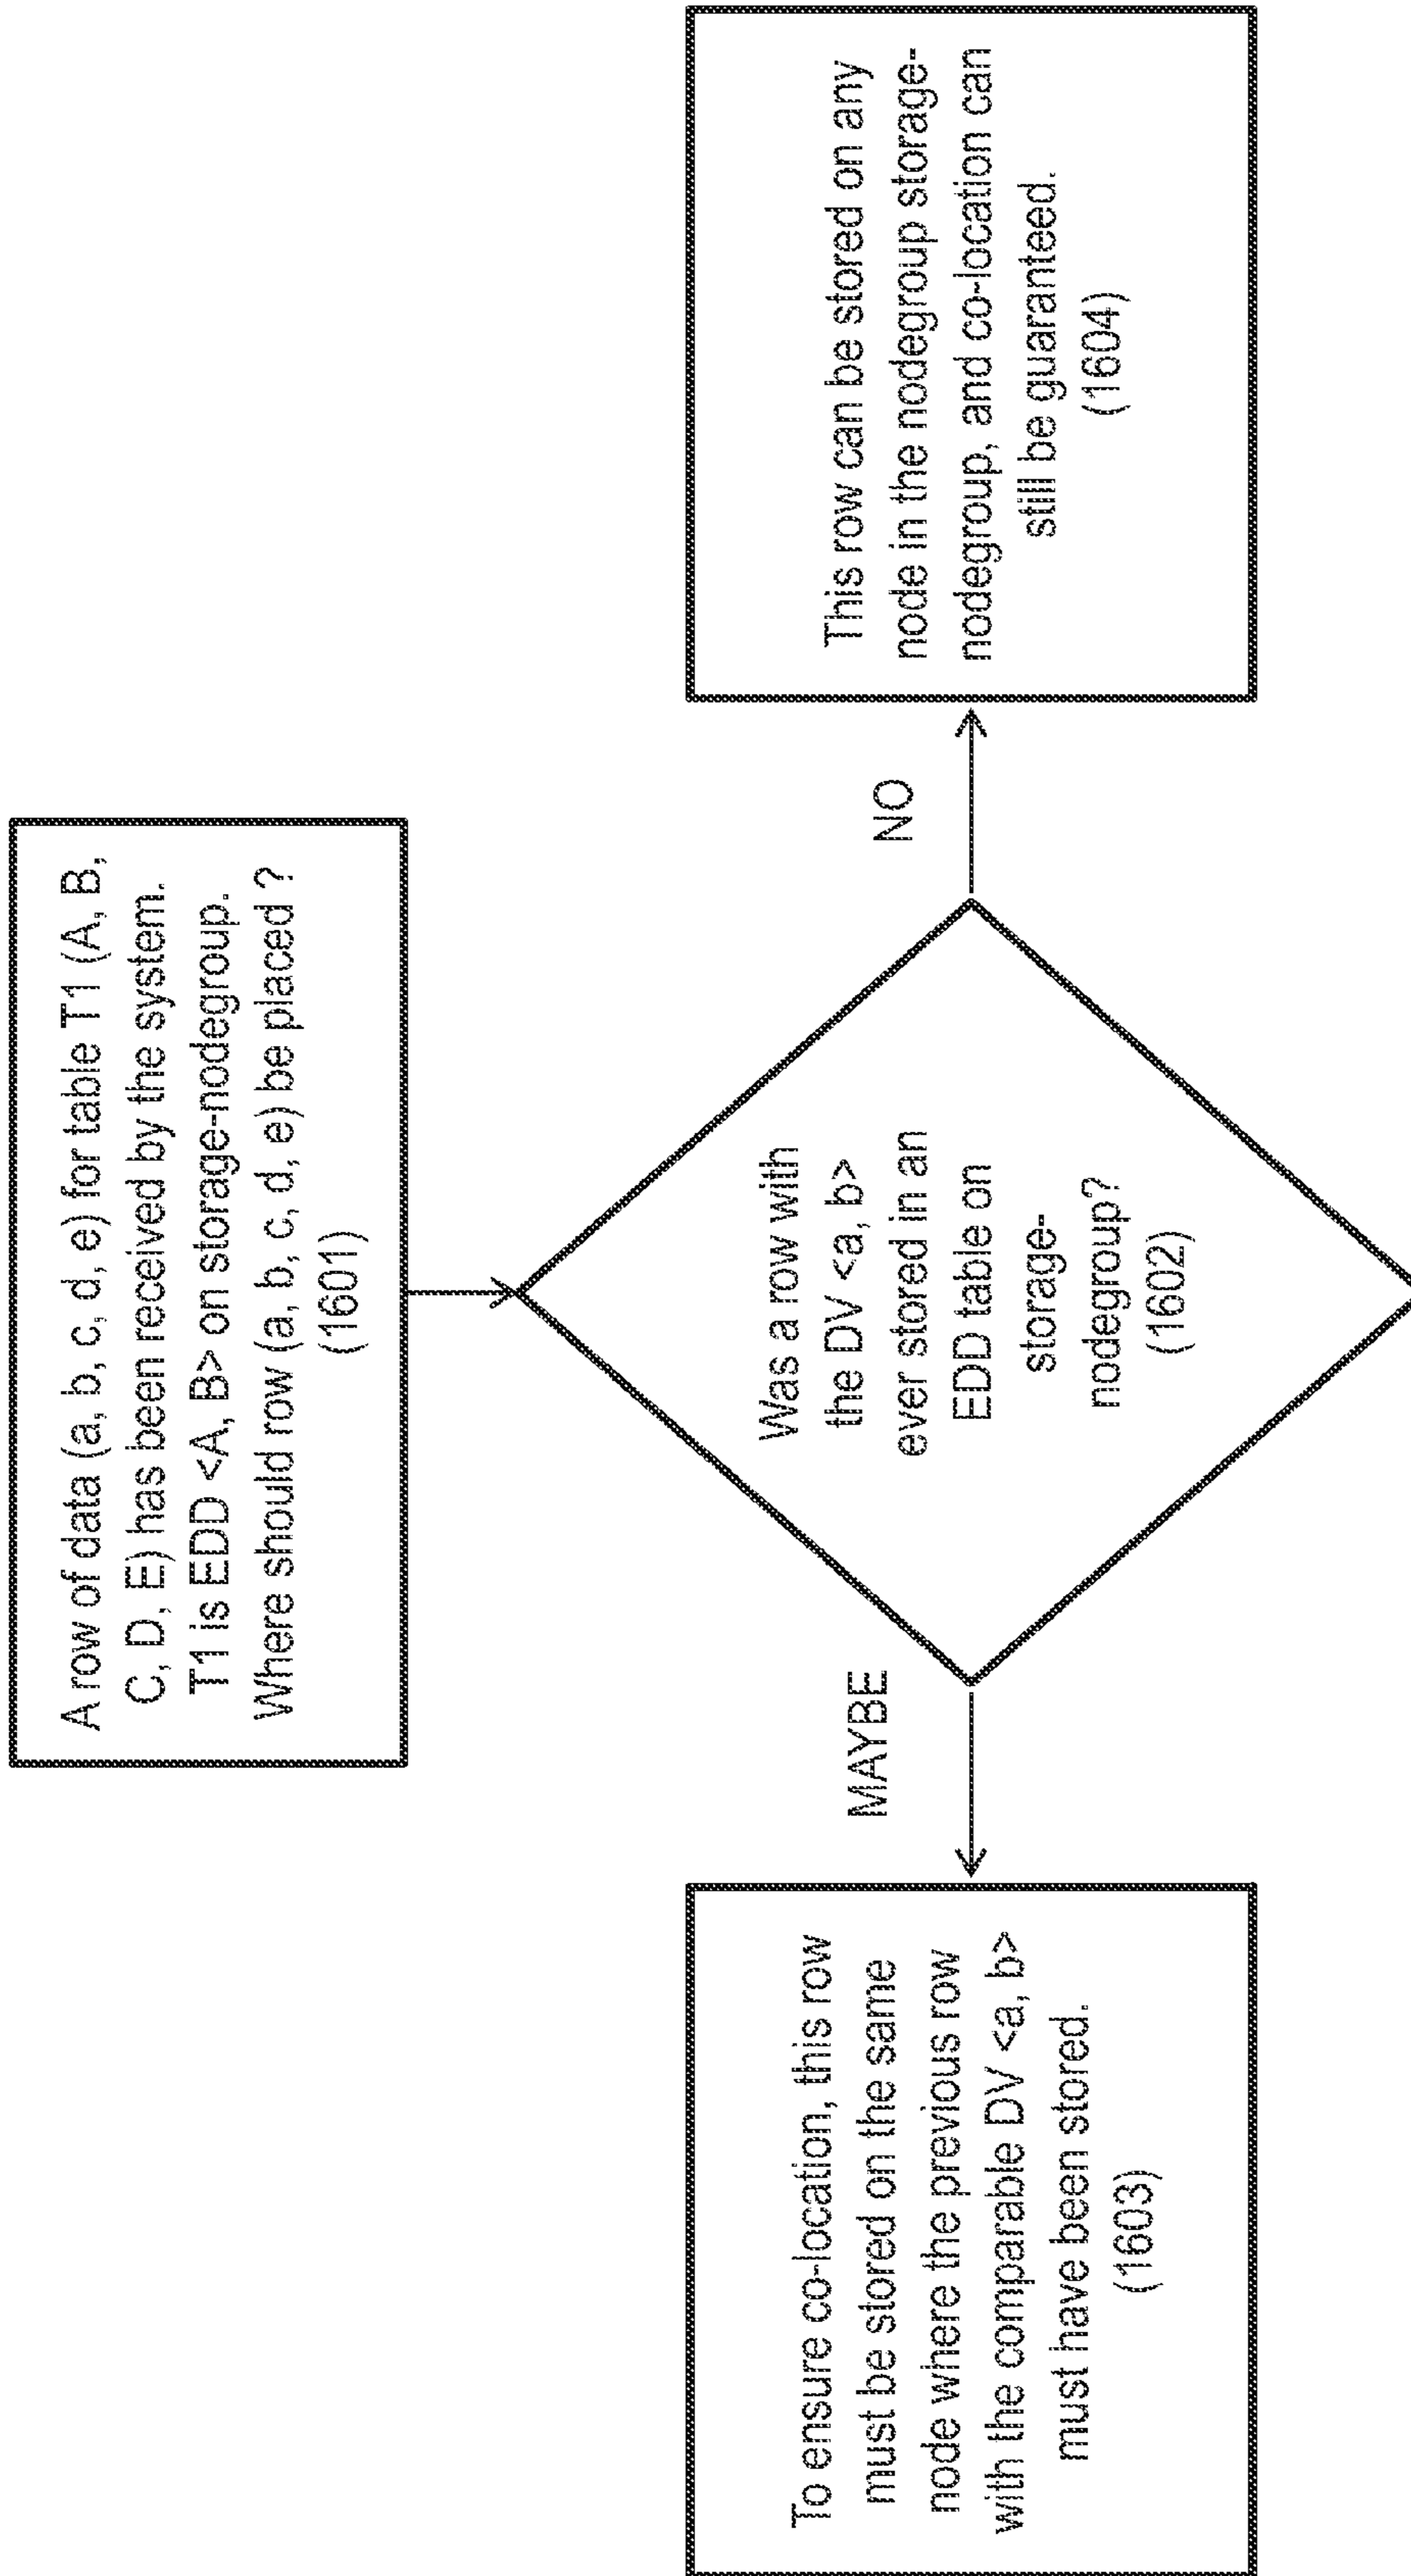 A row of data (a, b, c, d, e) for table T1 (A, B,
C, D, E) has been received by the system.
T1 is EDD <A, B> on storage-nodegroup.
Where should row (a, b, c, d, e) be placed ?
(1601)
Was a row with
the DV <a, b>
ever stored in an
EDD table on
storage-
nodegroup?
(1602)
MAYBE
NO
To ensure co-location, this row
must be stored on the same
node where the previous row
with the comparable DV <a, b>
must have been stored.
(1603)
This row can be stored on any
node in the nodegroup storage-
nodegroup, and co-location can
still be guaranteed.
(1604)